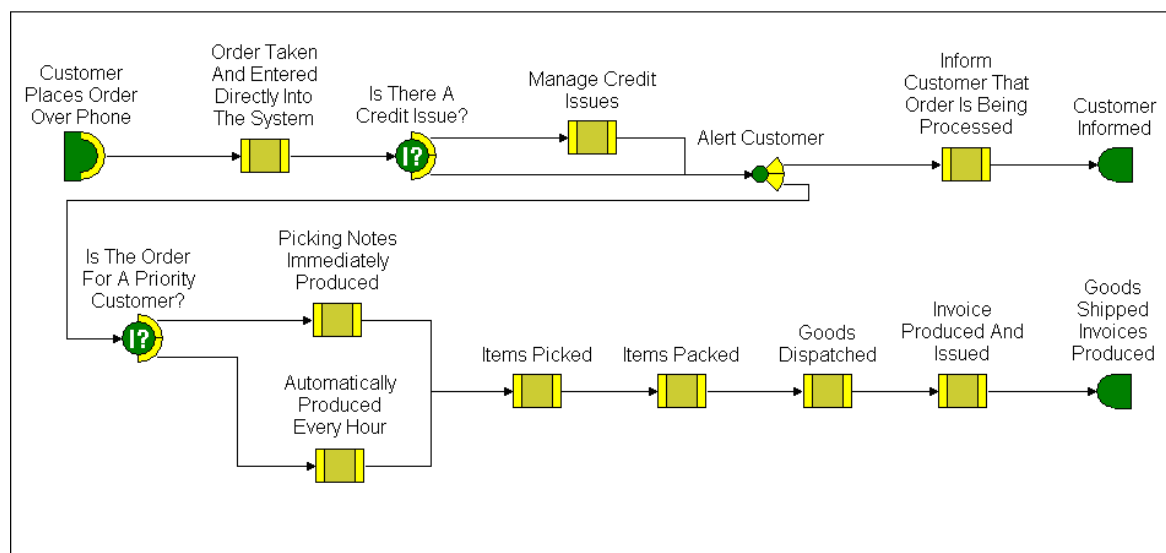 Customer
Places Order
Over Phone
Order Taken
And Entered
Directly Into
The System
Is There A
Credit Issue?
I?
Manage Credit
Issues
Alert Customer
Inform
Customer That
Order Is Being
Processed
Customer
Informed
Is The Order
For A Priority
Customer?
I?
Picking Notes
Immediately
Produced
Automatically
Produced
Every Hour
Items Picked
Items Packed
Goods
Dispatched
Invoice
Produced And
Issued
Goods
Shipped
Invoices
Produced